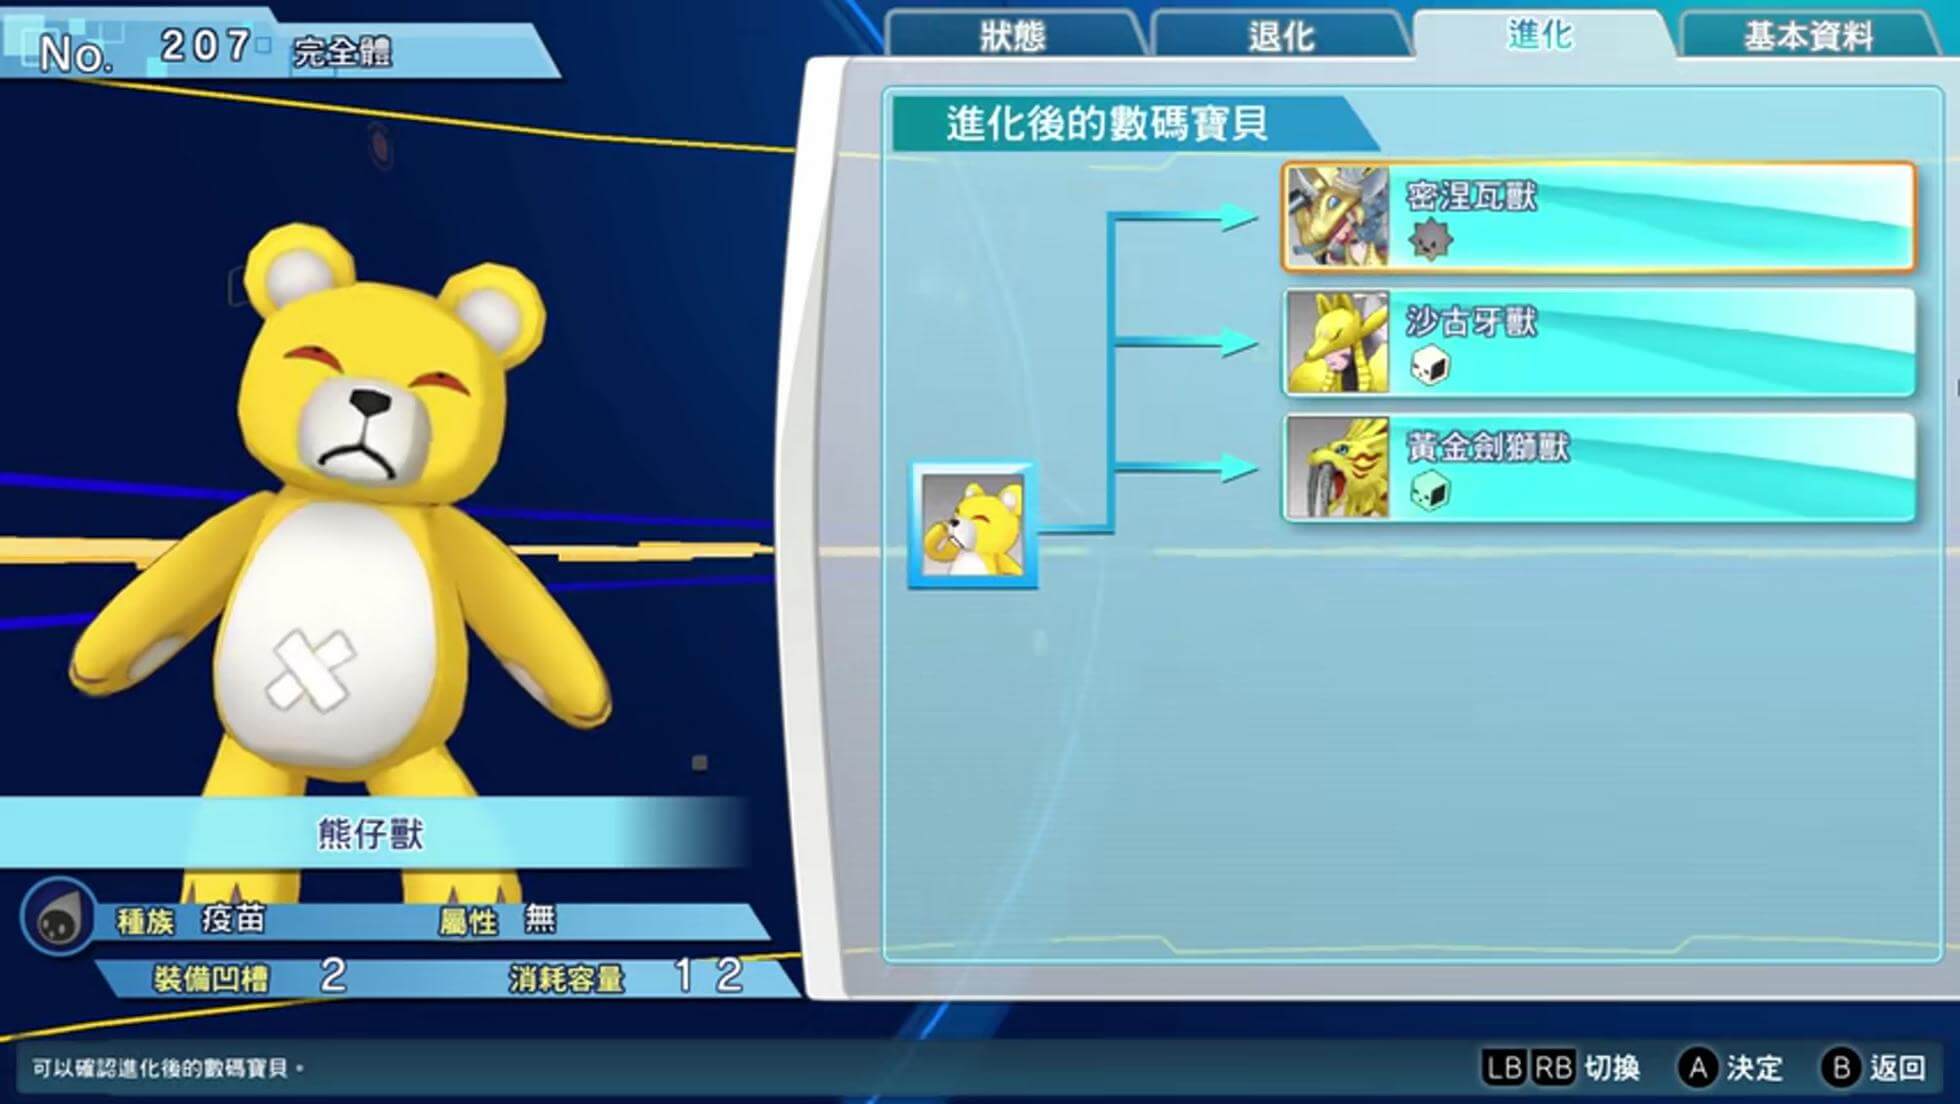 No. 207 完全體
狀態 退化 進化 基本資料
進化後的數碼寶貝
密涅瓦獸
沙古牙獸
黃金劍獅獸
熊仔獸
種族 疫苗 屬性 無
裝備凹槽 2 消耗容量 12
可以確認進化後的數碼寶貝。
LB RB 切換 A 決定 B 返回